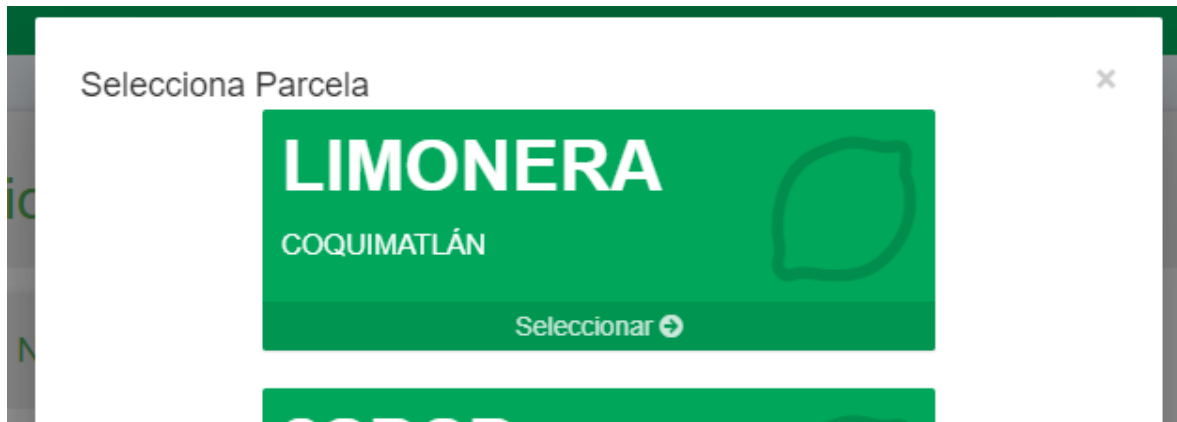 Selecciona Parcela
×
LIMONERA
COQUIMATLÁN
Seleccionar